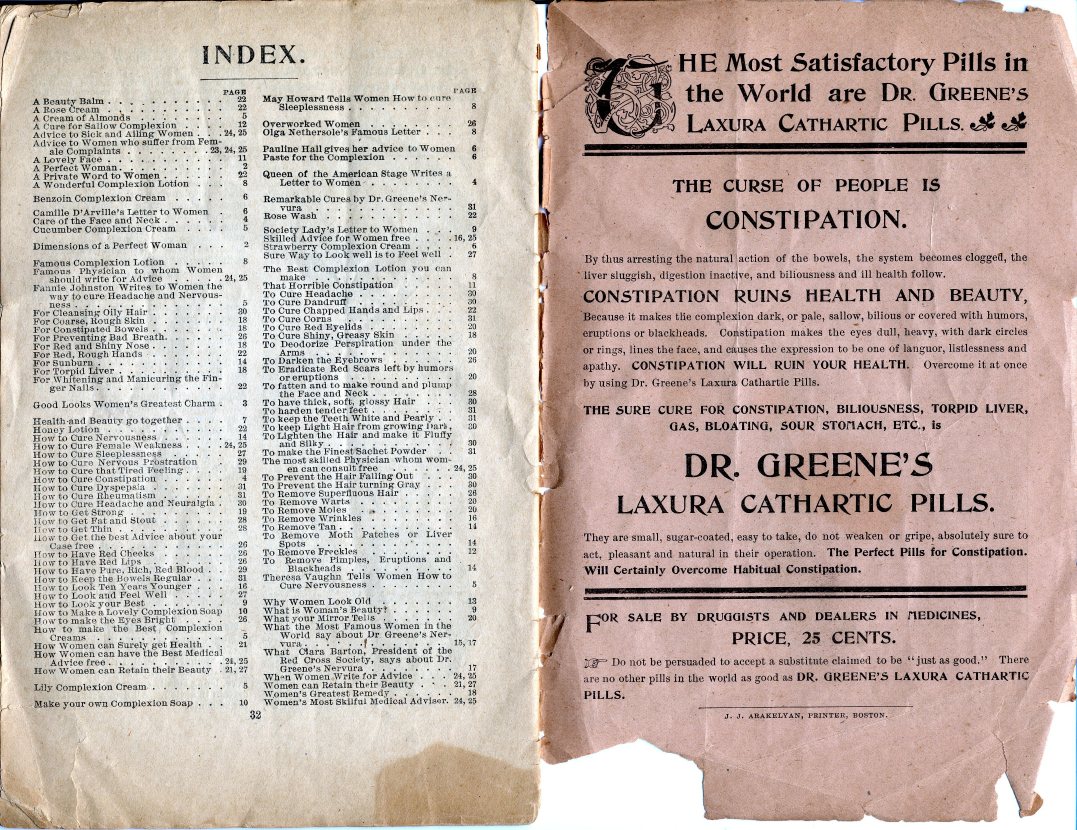 INDEX.
PAGE
A Beauty Balm . . . . . . . . . . . . . 22
A Rose Cream . . . . . . . . . . . . . 22
A Cream of Almonds . . . . . . . . . . 5
A Cure for Sallow Complexion . . . . . 12
Advice to Sick and Ailing Women . . . 24, 25
Advice to Women who suffer from Fem-
ale Complaints . . . . . . . . . 23, 24, 25
A Lovely Face . . . . . . . . . . . . . 11
A Perfect Woman . . . . . . . . . . . . 2
A Private Word to Women . . . . . . . 22
A Wonderful Complexion Lotion . . . 8
Benzoin Complexion Cream . . . . . . 6
Camille D'Arville's Letter to Women . 6
Care of the Face and Neck . . . . . . . 4
Cucumber Complexion Cream . . . . . 5
Dimensions of a Perfect Woman . . . 2
Famous Complexion Lotion . . . . . . 8
Famous Physician to whom Women
should write for Advice . . . . . . 24, 25
Fannie Johnston Writes to Women the
way to cure Headache and Nervous-
ness . . . . . . . . . . . . . . . . . 5
For Cleansing Oily Hair . . . . . . . . 30
For Coarse, Rough Skin . . . . . . . . 18
For Constipated Bowels . . . . . . . . 18
For Preventing Bad Breath. . . . . . . 26
For Red and Shiny Nose . . . . . . . . 18
For Red, Rough Hands . . . . . . . . . 22
For Sunburn . . . . . . . . . . . . . . 14
For Torpid Liver . . . . . . . . . . . . 18
For Whitening and Manicuring the Fin-
ger Nails . . . . . . . . . . . . . . . 22
Good Looks Women's Greatest Charm . 3
Health and Beauty go together . . . . 7
Honey Lotion . . . . . . . . . . . . . . 22
How to Cure Nervousness . . . . . . . 14
How to Cure Female Weakness . . . . 24, 25
How to Cure Sleeplessness . . . . . . . 27
How to Cure Nervous Prostration . . . 29
How to Cure that Tired Feeling . . . . 19
How to Cure Constipation . . . . . . . 4
How to Cure Dyspepsia . . . . . . . . 31
How to Cure Rheumatism . . . . . . . 31
How to Cure Headache and Neuralgia . 30
How to Get Strong . . . . . . . . . . . 19
How to Get Fat and Stout . . . . . . . 28
How to Get Thin . . . . . . . . . . . . 28
How to Get the best Advice about your
Case free . . . . . . . . . . . . . . . 26
How to Have Red Cheeks . . . . . . . 26
How to Have Red Lips . . . . . . . . . 26
How to Have Pure, Rich, Red Blood . . 29
How to Keep the Bowels Regular . . . 31
How to Look Ten Years Younger . . . 16
How to Look and Feel Well . . . . . . 27
How to Look your Best . . . . . . . . . 9
How to Make a Lovely Complexion Soap 10
How to make the Eyes Bright . . . . . 26
How to make the Best Complexion
Creams . . . . . . . . . . . . . . . . 5
How Women can Surely get Health . . 21
How Women can have the Best Medical
Advice free . . . . . . . . . . . . . 24, 25
How Women can Retain their Beauty . 21, 27
Lily Complexion Cream . . . . . . . . 5
Make your own Complexion Soap . . . 10
PAGE
May Howard Tells Women How to cure
Sleeplessness . . . . . . . . . . . . . 8
Overworked Women . . . . . . . . . . 26
Olga Nethersole's Famous Letter . . . 8
Pauline Hall gives her advice to Women 6
Paste for the Complexion . . . . . . . 6
Queen of the American Stage Writes a
Letter to Women . . . . . . . . . . . 4
Remarkable Cures by Dr. Greene's Ner-
vura . . . . . . . . . . . . . . . . . 31
Rose Wash . . . . . . . . . . . . . . . 22
Society Lady's Letter to Women . . . 9
Skilled Advice for Women free . . . . 16, 25
Strawberry Complexion Cream . . . . 6
Sure Way to Look well is to Feel well . 27
The Best Complexion Lotion you can
make . . . . . . . . . . . . . . . . . 8
That Horrible Constipation . . . . . . 11
To Cure Headache . . . . . . . . . . . 30
To Cure Dandruff . . . . . . . . . . . . 30
To Cure Chapped Hands and Lips . . . 22
To Cure Corns . . . . . . . . . . . . . 31
To Cure Red Eyelids . . . . . . . . . . 20
To Cure Shiny, Greasy Skin . . . . . . 18
To Deodorize Perspiration under the
Arms . . . . . . . . . . . . . . . . . 20
To Darken the Eyebrows . . . . . . . . 26
To Eradicate Red Scars left by humors
or eruptions . . . . . . . . . . . . . 20
To fatten and to make round and plump
the Face and Neck . . . . . . . . . . 28
To have thick, soft, glossy Hair . . . 30
To harden tender feet . . . . . . . . . 31
To keep the Teeth White and Pearly . . 31
To keep Light Hair from growing Dark, 30
To Lighten the Hair and make it Fluffy
and Silky . . . . . . . . . . . . . . . 30
To make the Finest Sachet Powder . . 31
The most skilled Physician whom wom-
en can consult free . . . . . . . . . 24, 25
To Prevent the Hair Falling Out . . . 30
To Prevent the Hair turning Gray . . . 30
To Remove Superfluous Hair . . . . . 26
To Remove Warts . . . . . . . . . . . 20
To Remove Moles . . . . . . . . . . . 20
To Remove Wrinkles . . . . . . . . . . 16
To Remove Tan . . . . . . . . . . . . . 14
To Remove Moth Patches or Liver
Spots . . . . . . . . . . . . . . . . . 14
To Remove Freckles . . . . . . . . . . 12
To Remove Pimples, Eruptions and
Blackheads . . . . . . . . . . . . . . 14
Theresa Vaughn Tells Women How to
Cure Nervousness . . . . . . . . . . 5
Why Women Look Old . . . . . . . . . 13
What is Woman's Beauty? . . . . . . . 9
What your Mirror Tells . . . . . . . . 20
What the Most Famous Women in the
World say about Dr Greene's Ner-
vura . . . . . . . . . . . . . . . . . 15, 17
What Clara Barton, President of the
Red Cross Society, says about Dr.
Greene's Nervura . . . . . . . . . . 17
When Women Write for Advice . . . . 24, 25
Women can Retain their Beauty . . . . 21, 27
Women's Greatest Remedy . . . . . . . 18
Women's Most Skilful Medical Adviser. 24, 25
32
THE Most Satisfactory Pills in
the World are DR. GREENE'S
LAXURA CATHARTIC PILLS.
THE CURSE OF PEOPLE IS
CONSTIPATION.
By thus arresting the natural action of the bowels, the system becomes clogged, the
liver sluggish, digestion inactive, and biliousness and ill health follow.
CONSTIPATION RUINS HEALTH AND BEAUTY,
Because it makes the complexion dark, or pale, sallow, bilious or covered with humors,
eruptions or blackheads. Constipation makes the eyes dull, heavy, with dark circles
or rings, lines the face, and causes the expression to be one of languor, listlessness and
apathy. CONSTIPATION WILL RUIN YOUR HEALTH. Overcome it at once
by using Dr. Greene's Laxura Cathartic Pills.
THE SURE CURE FOR CONSTIPATION, BILIOUSNESS, TORPID LIVER,
GAS, BLOATING, SOUR STOMACH, ETC., is
DR. GREENE'S
LAXURA CATHARTIC PILLS.
They are small, sugar-coated, easy to take, do not weaken or gripe, absolutely sure to
act, pleasant and natural in their operation. The Perfect Pills for Constipation.
Will Certainly Overcome Habitual Constipation.
FOR SALE BY DRUGGISTS AND DEALERS IN MEDICINES,
PRICE, 25 CENTS.
☞ Do not be persuaded to accept a substitute claimed to be "just as good." There
are no other pills in the world as good as DR. GREENE'S LAXURA CATHARTIC
PILLS.
J. J. ARAKELYAN, PRINTER, BOSTON.